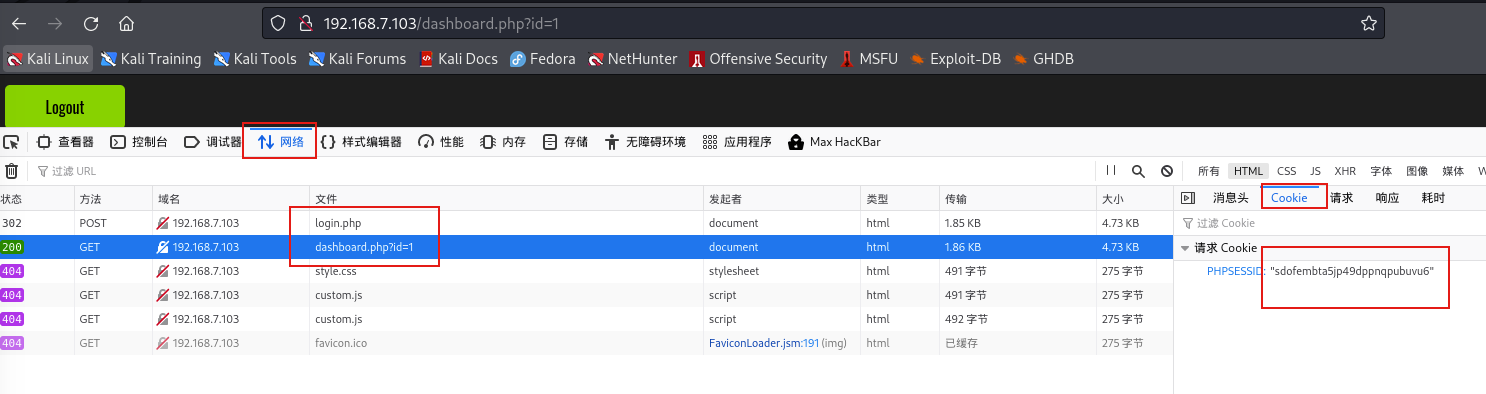 192.168.7.103/dashboard.php?id=1
Kali Linux Kali Training Kali Tools Kali Forums Kali Docs Fedora NetHunter Offensive Security MSFU Exploit-DB GHDB
Logout
查看器 控制台 调试器 网络 样式编辑器 性能 内存 存储 无障碍环境 应用程序 Max HacKBar
过滤 URL 所有 HTML CSS JS XHR 字体 图像 媒体 W
状态 方法 域名 文件 发起者 类型 传输 大小 消息头 Cookie 请求 响应 耗时
302 POST 192.168.7.103 login.php document html 1.85 KB 4.73 KB 过滤 Cookie
200 GET 192.168.7.103 dashboard.php?id=1 document html 1.86 KB 4.73 KB 请求 Cookie
404 GET 192.168.7.103 style.css stylesheet html 491 字节 275 字节 PHPSESSID: "sdofembta5jp49dppnqpubuvu6"
404 GET 192.168.7.103 custom.js script html 491 字节 275 字节
404 GET 192.168.7.103 custom.js script html 492 字节 275 字节
404 GET 192.168.7.103 favicon.ico FaviconLoader.jsm:191 (img) html 已缓存 275 字节